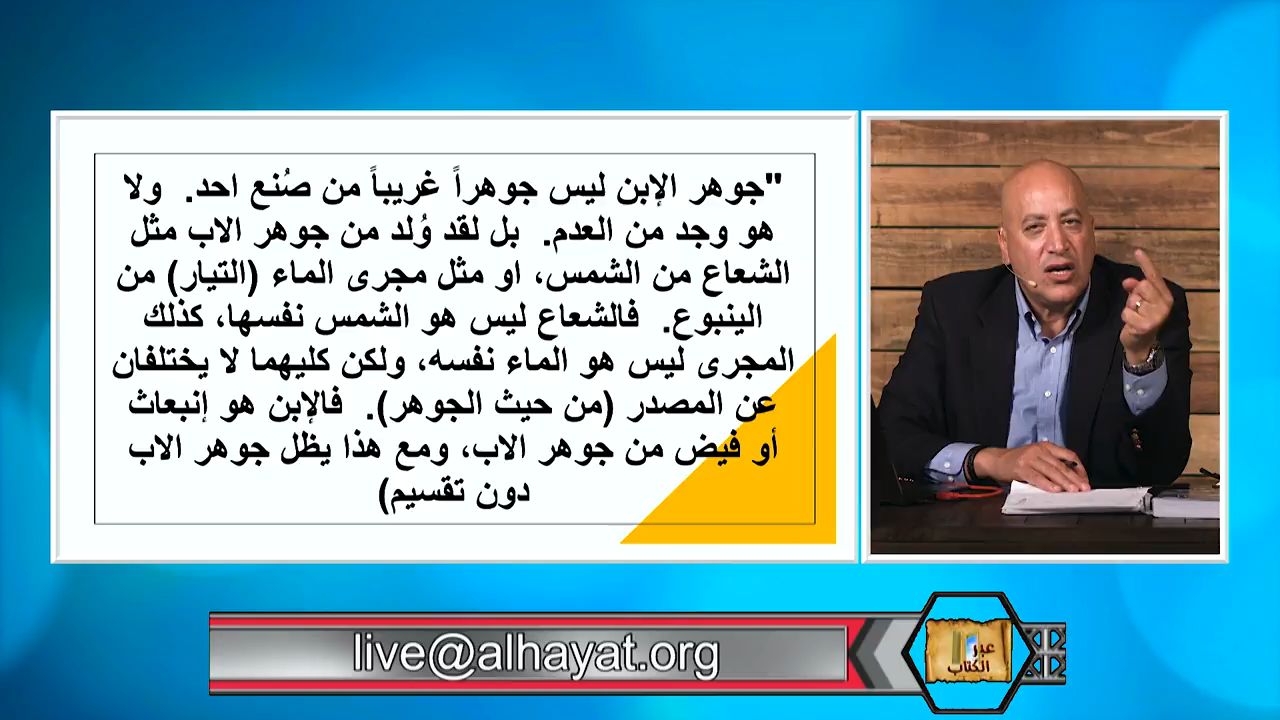 "جوهر الإبن ليس جوهراً غريباً من صُنع احد.  ولا
هو وجد من العدم.  بل لقد وُلد من جوهر الاب مثل
الشعاع من الشمس، او مثل مجرى الماء (التيار) من
الينبوع.  فالشعاع ليس هو الشمس نفسها، كذلك
المجرى ليس هو الماء نفسه، ولكن كليهما لا يختلفان
عن المصدر (من حيث الجوهر).  فالإبن هو إنبعاث
أو فيض من جوهر الاب، ومع هذا يظل جوهر الاب
دون تقسيم)
live@alhayat.org
عبر
الكتاب